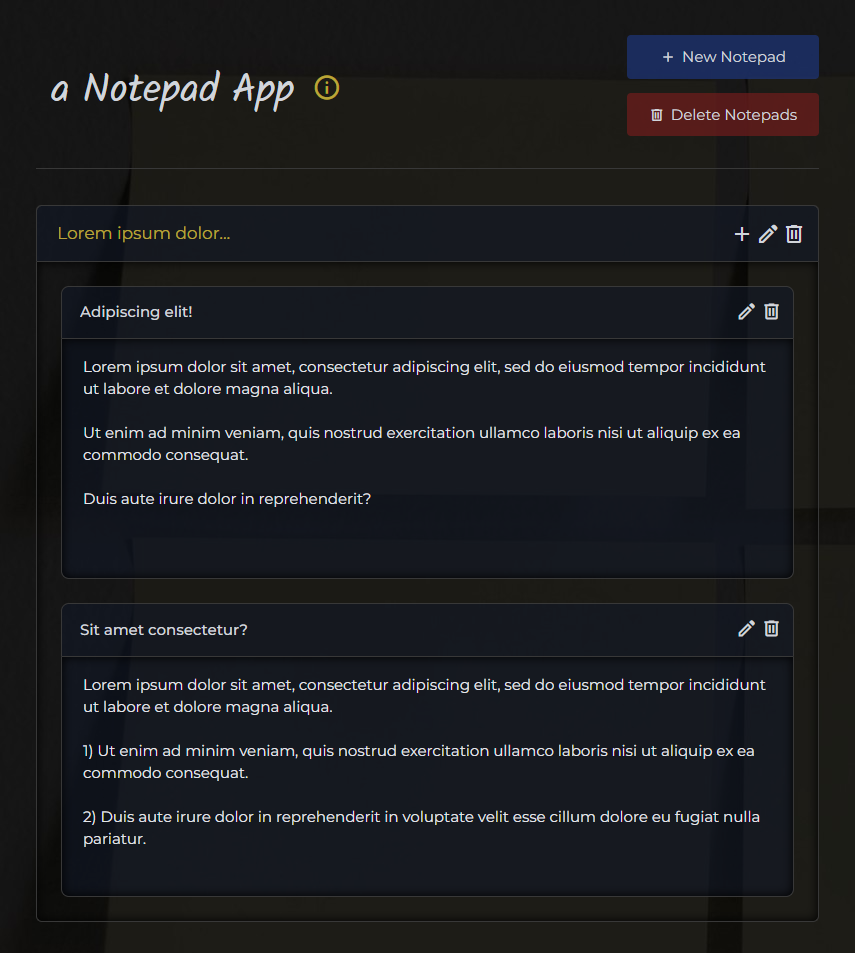 a Notepad App
+ New Notepad
Delete Notepads
Lorem ipsum dolor...
Adipiscing elit!
Lorem ipsum dolor sit amet, consectetur adipiscing elit, sed do eiusmod tempor incididunt
ut labore et dolore magna aliqua.
Ut enim ad minim veniam, quis nostrud exercitation ullamco laboris nisi ut aliquip ex ea
commodo consequat.
Duis aute irure dolor in reprehenderit?
Sit amet consectetur?
Lorem ipsum dolor sit amet, consectetur adipiscing elit, sed do eiusmod tempor incididunt
ut labore et dolore magna aliqua.
1) Ut enim ad minim veniam, quis nostrud exercitation ullamco laboris nisi ut aliquip ex ea
commodo consequat.
2) Duis aute irure dolor in reprehenderit in voluptate velit esse cillum dolore eu fugiat nulla
pariatur.